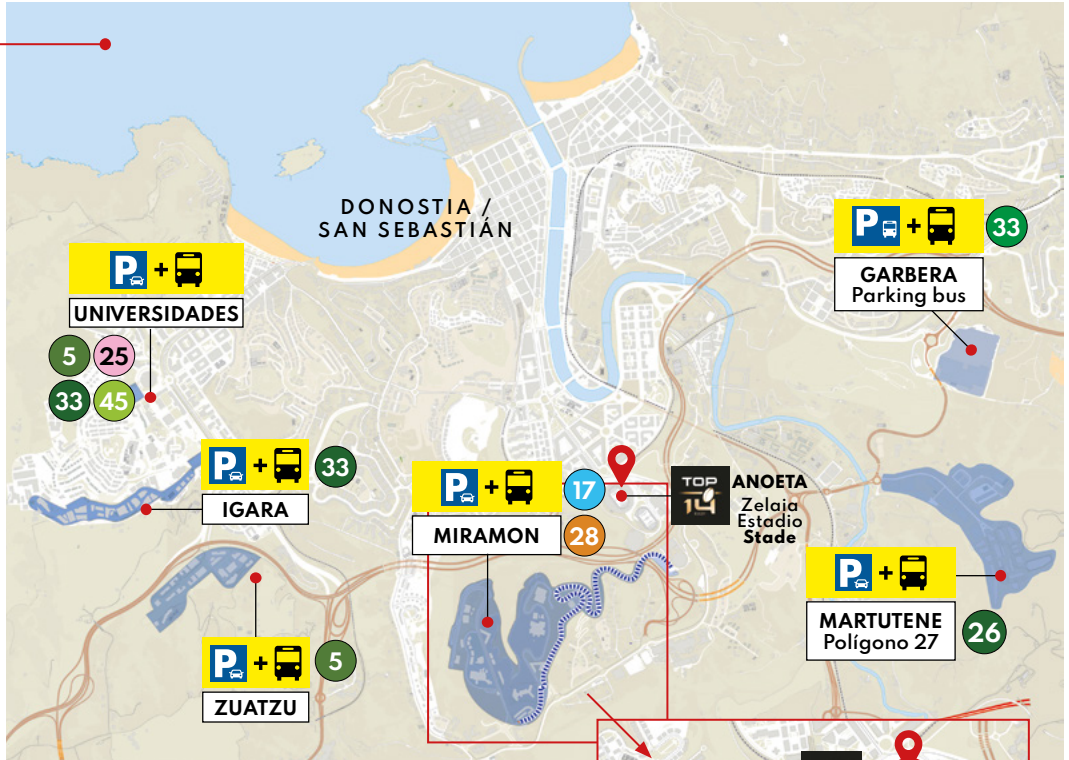 DONOSTIA /
SAN SEBASTIÁN
P + 33
GARBERA
Parking bus
P +
UNIVERSIDADES
5 25
33 45
P + 33
IGARA
P + 17
MIRAMON 28
TOP
14
ANOETA
Zelaia
Estadio
Stade
P +
MARTUTENE
Polígono 27
26
P + 5
ZUATZU